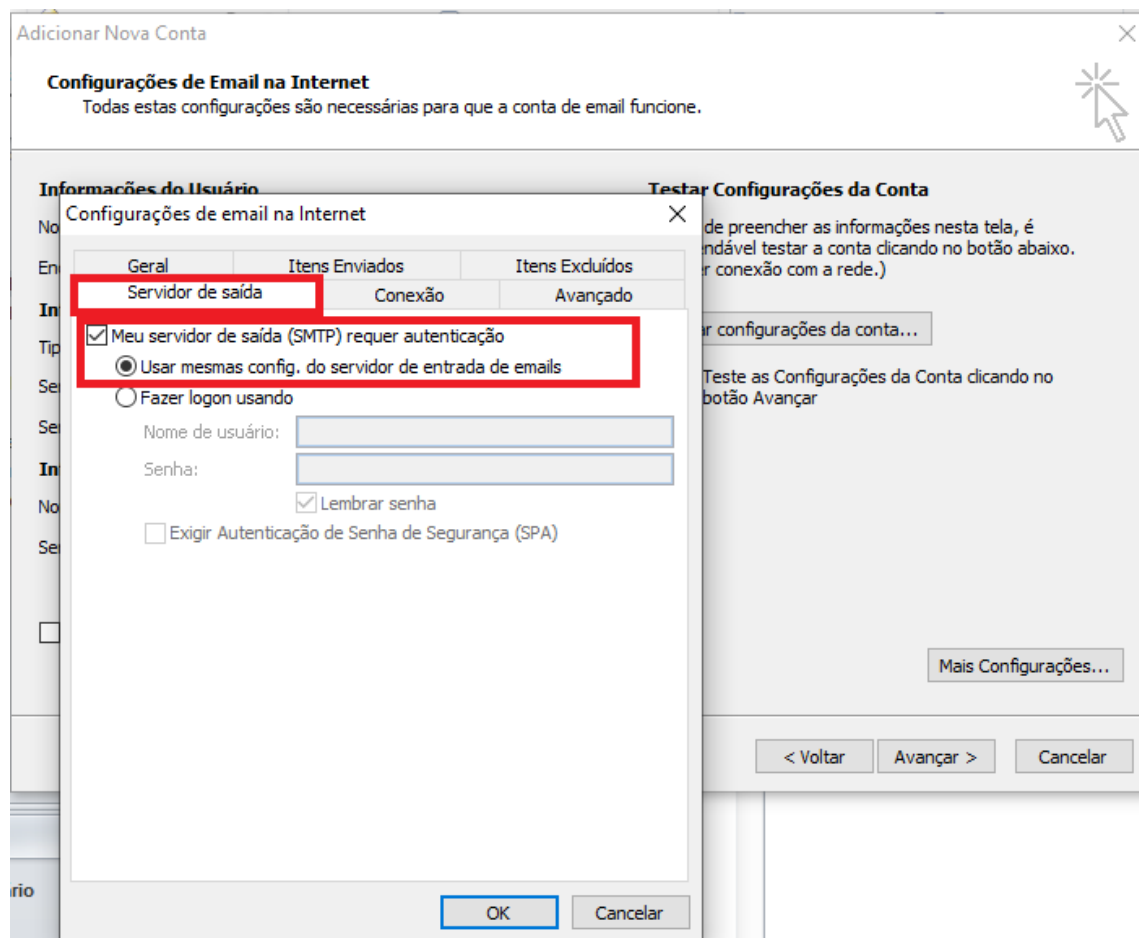 Adicionar Nova Conta
Configurações de Email na Internet
Todas estas configurações são necessárias para que a conta de email funcione.
Informações do Usuário
Testar Configurações da Conta
Configurações de email na Internet
de preencher as informações nesta tela, é
clicando no botão abaixo.
conexão com a rede.)
Geral
Itens Enviados
Itens Excluídos
Servidor de saída
Conexão
Avançado
configurações da conta...
Meu servidor de saída (SMTP) requer autenticação
Usar mesmas config. do servidor de entrada de emails
Teste as Configurações da Conta clicando no
botão Avançar
Fazer logon usando
Nome de usuário:
Senha:
Lembrar senha
Exigir Autenticação de Senha de Segurança (SPA)
Mais Configurações...
< Voltar
Avançar >
Cancelar
OK
Cancelar